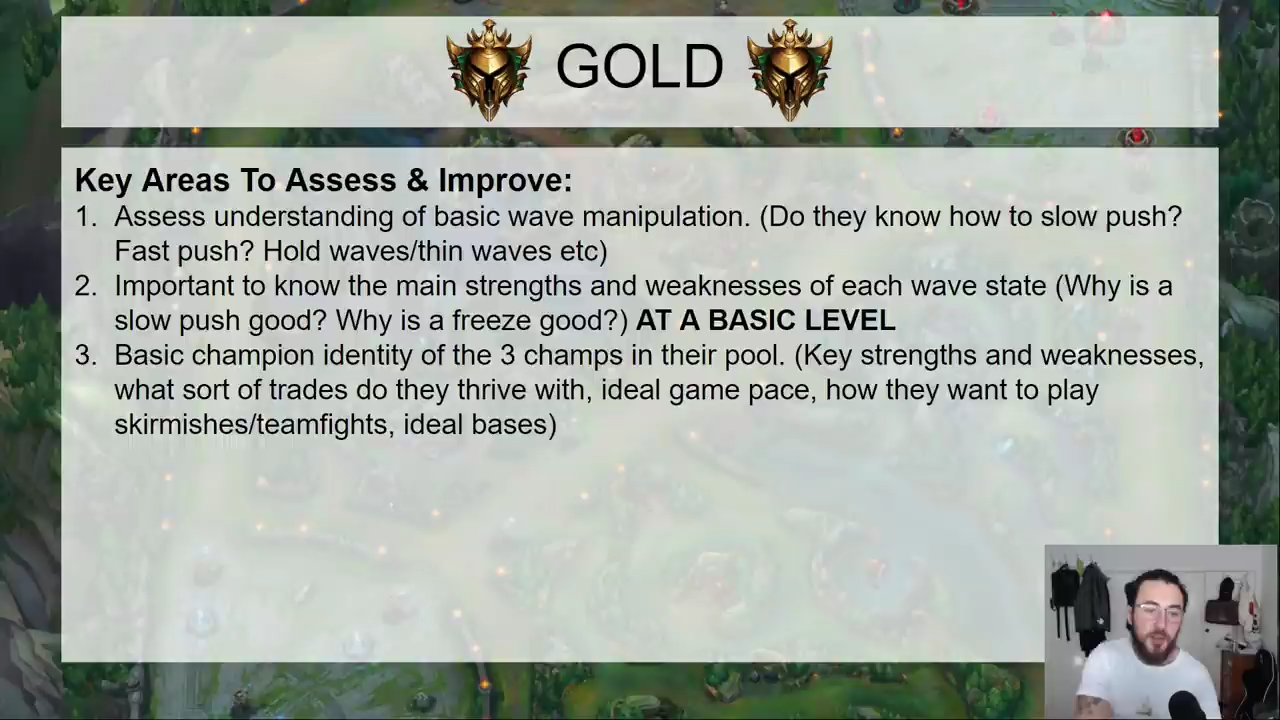 GOLD
Key Areas To Assess & Improve:
1. Assess understanding of basic wave manipulation. (Do they know how to slow push?
Fast push? Hold waves/thin waves etc)
2. Important to know the main strengths and weaknesses of each wave state (Why is a
slow push good? Why is a freeze good?) AT A BASIC LEVEL
3. Basic champion identity of the 3 champs in their pool. (Key strengths and weaknesses,
what sort of trades do they thrive with, ideal game pace, how they want to play
skirmishes/teamfights, ideal bases)